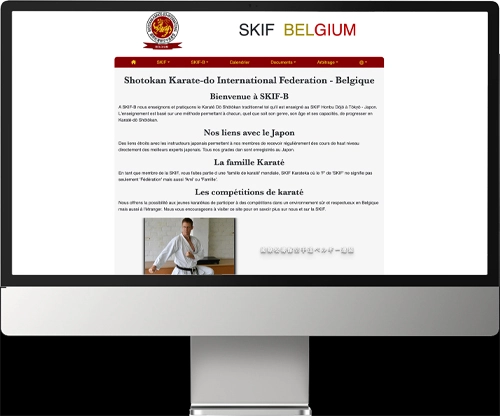 SKIF BELGIUM
SKIF SKIF-B Calendrier Documents Arbitrage
Shotokan Karate-do International Federation - Belgique
Bienvenue à SKIF-B
A SKIF-B nous enseignons et pratiquons le Karaté Dō Shōtōkan traditionnel tel qu'il est enseigné au SKIF Honbu Dōjō à Tōkyō - Japon.
L'enseignement est basé sur une méthode permettant à chacun, quel que soit son genre, son âge et ses capacités, de progresser en
Karaté-dō Shōtōkan.
Nos liens avec le Japon
Des liens étroits avec les instructeurs japonais permettent à nos membres de recevoir régulièrement des cours de haut niveau
directement des meilleurs experts japonais. Tous nos grades dan sont enregistrés au Japon.
La famille Karaté
En tant que membre de la SKIF, vous faites partie d'une 'famille de karaté' mondiale, SKIF Karateka où le 'F' de 'SKIF' ne signifie pas
seulement 'Fédération' mais aussi 'Ami' ou 'Famille'.
Les compétitions de karaté
Nous offrons la possibilité aux jeunes karatékas de participer à des compétitions dans un environnement sûr et respectueux en Belgique
mais aussi à l'étranger. Nous vous encourageons à visiter ce site pour en savoir plus sur nous et sur la SKIF.